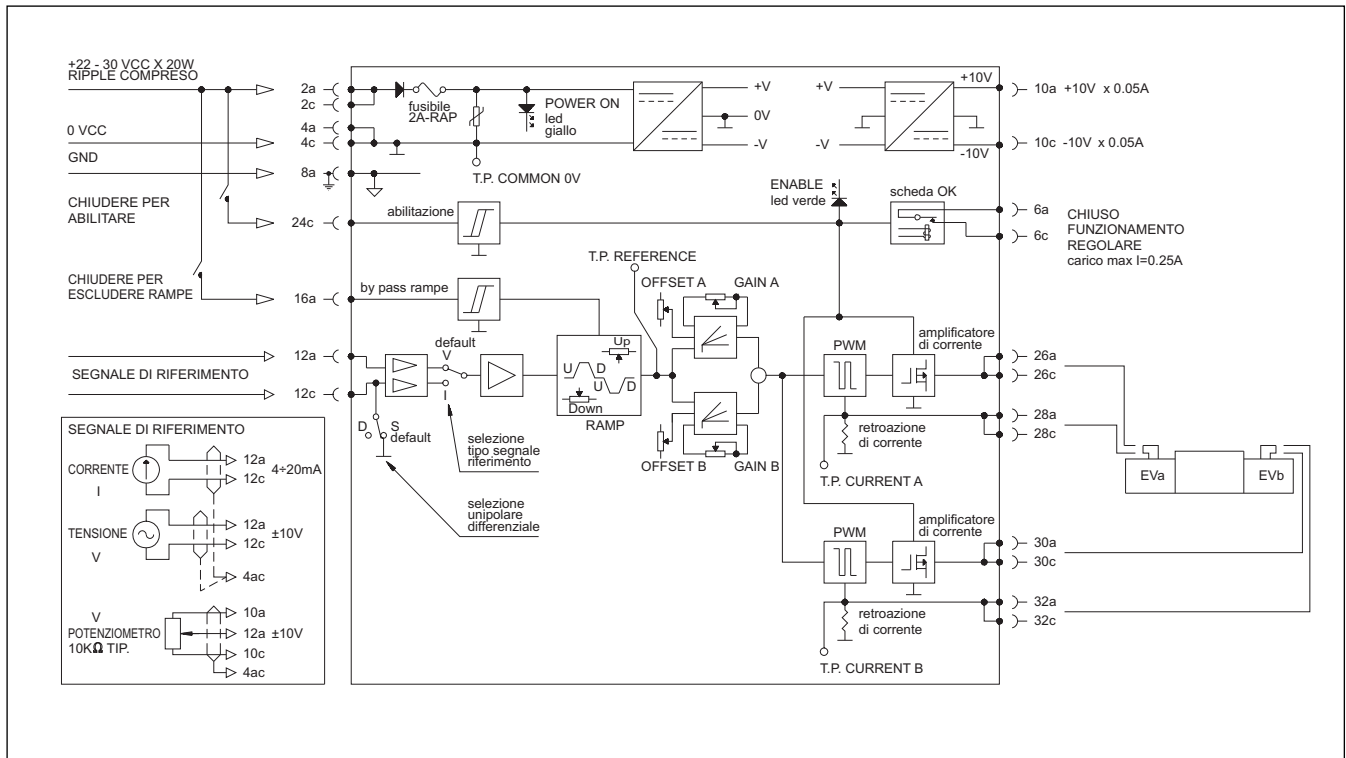 +22 - 30 VCC X 20W
RIPPLE COMPRESO
0 VCC
GND
CHIUDERE PER
ABILITARE
CHIUDERE PER
ESCLUDERE RAMPE
SEGNALE DI RIFERIMENTO
2a
2c
4a
4c
8a
24c
16a
12a
12c
fusibile
2A-RAP
POWER ON
led
giallo
T.P. COMMON 0V
+V
0V
-V
+V
-V
+10V
-10V
10a +10V x 0.05A
10c -10V x 0.05A
abilitazione
ENABLE
led verde
scheda OK
6a
6c
CHIUSO
FUNZIONAMENTO
REGOLARE
carico max I=0.25A
by pass rampe
T.P. REFERENCE
OFFSET A
GAIN A
default
V
I
D
S
default
Up
U
D
U
D
Down
RAMP
OFFSET B
GAIN B
selezione
tipo segnale
riferimento
selezione
unipolare
differenziale
PWM
amplificatore
di corrente
26a
26c
28a
28c
retroazione
di corrente
T.P. CURRENT A
EVa
EVb
PWM
amplificatore
di corrente
30a
30c
32a
32c
retroazione
di corrente
T.P. CURRENT B
SEGNALE DI RIFERIMENTO
CORRENTE
I
12a
12c
4÷20mA
TENSIONE
V
12a
12c
±10V
4ac
V
POTENZIOMETRO
10KΩ TIP.
10a
12a ±10V
10c
4ac